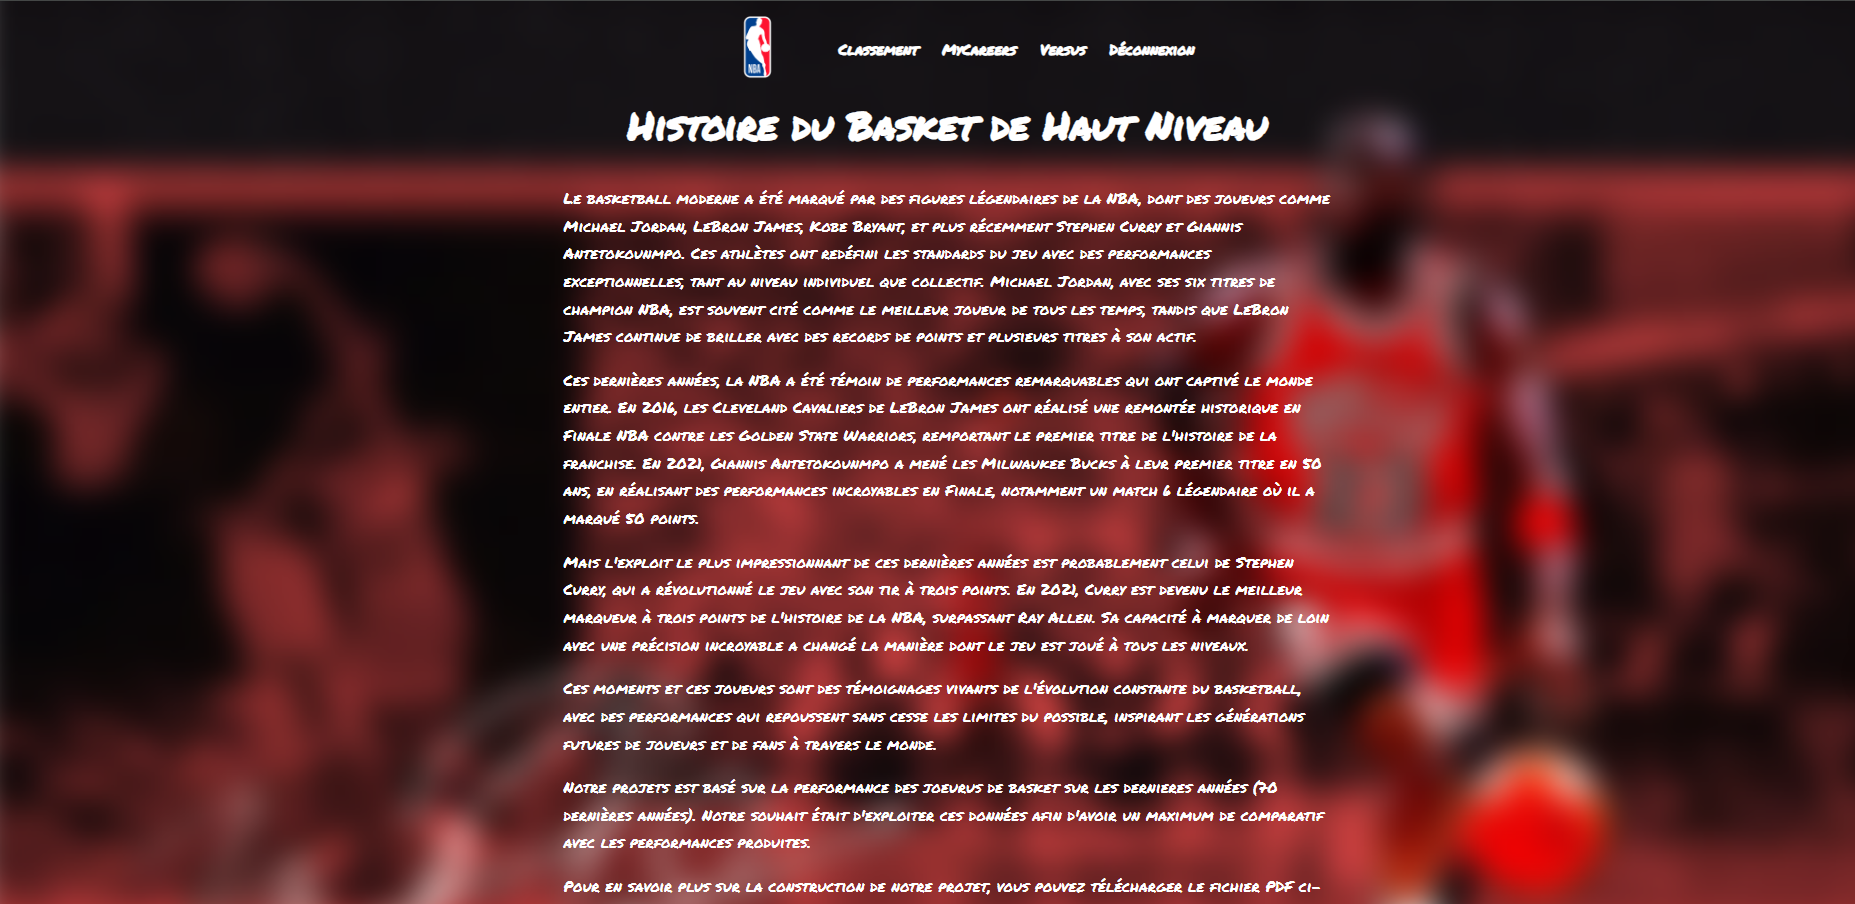 NBA
Classement MyCareers Versus Déconnexion
Histoire du Basket de Haut Niveau
Le basketball moderne a été marqué par des figures légendaires de la NBA, dont des joueurs comme
Michael Jordan, LeBron James, Kobe Bryant, et plus récemment Stephen Curry et Giannis
Antetokounmpo. Ces athlètes ont redéfini les standards du jeu avec des performances
exceptionnelles, tant au niveau individuel que collectif. Michael Jordan, avec ses six titres de
champion NBA, est souvent cité comme le meilleur joueur de tous les temps, tandis que LeBron
James continue de briller avec des records de points et plusieurs titres à son actif.
Ces dernières années, la NBA a été témoin de performances remarquables qui ont captivé le monde
entier. En 2016, les Cleveland Cavaliers de LeBron James ont réalisé une remontée historique en
Finale NBA contre les Golden State Warriors, remportant le premier titre de l'histoire de la
franchise. En 2021, Giannis Antetokounmpo a mené les Milwaukee Bucks à leur premier titre en 50
ans, en réalisant des performances incroyables en Finale, notamment un match 6 légendaire où il a
marqué 50 points.
Mais l'exploit le plus impressionnant de ces dernières années est probablement celui de Stephen
Curry, qui a révolutionné le jeu avec son tir à trois points. En 2021, Curry est devenu le meilleur
marqueur à trois points de l'histoire de la NBA, surpassant Ray Allen. Sa capacité à marquer de loin
avec une précision incroyable a changé la manière dont le jeu est joué à tous les niveaux.
Ces moments et ces joueurs sont des témoignages vivants de l'évolution constante du basketball,
avec des performances qui repoussent sans cesse les limites du possible, inspirant les générations
futures de joueurs et de fans à travers le monde.
Notre projets est basé sur la performance des joeurus de basket sur les dernieres années (70
dernières années). Notre souhait était d'exploiter ces données afin d'avoir un maximum de comparatif
avec les performances produites.
Pour en savoir plus sur la construction de notre projet, vous pouvez télécharger le fichier PDF ci-